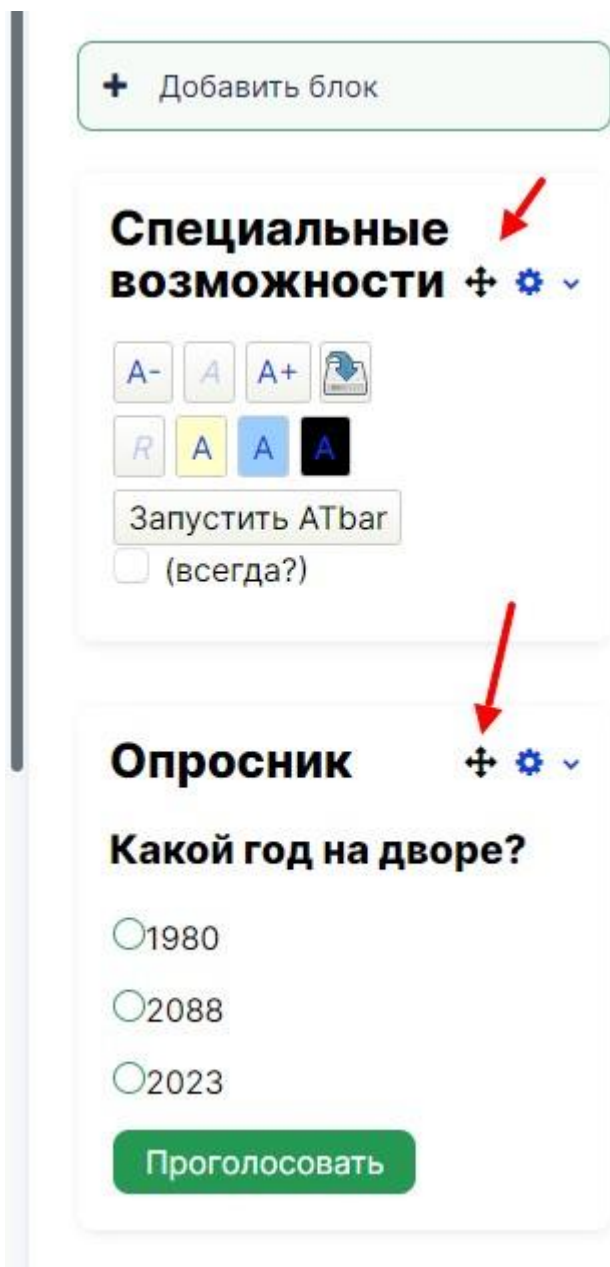 Добавить блок
Специальные
возможности
A- A A+
R A A A
Запустить ATbar
(всегда?)
Опросник
Какой год на дворе?
1980
2088
2023
Проголосовать